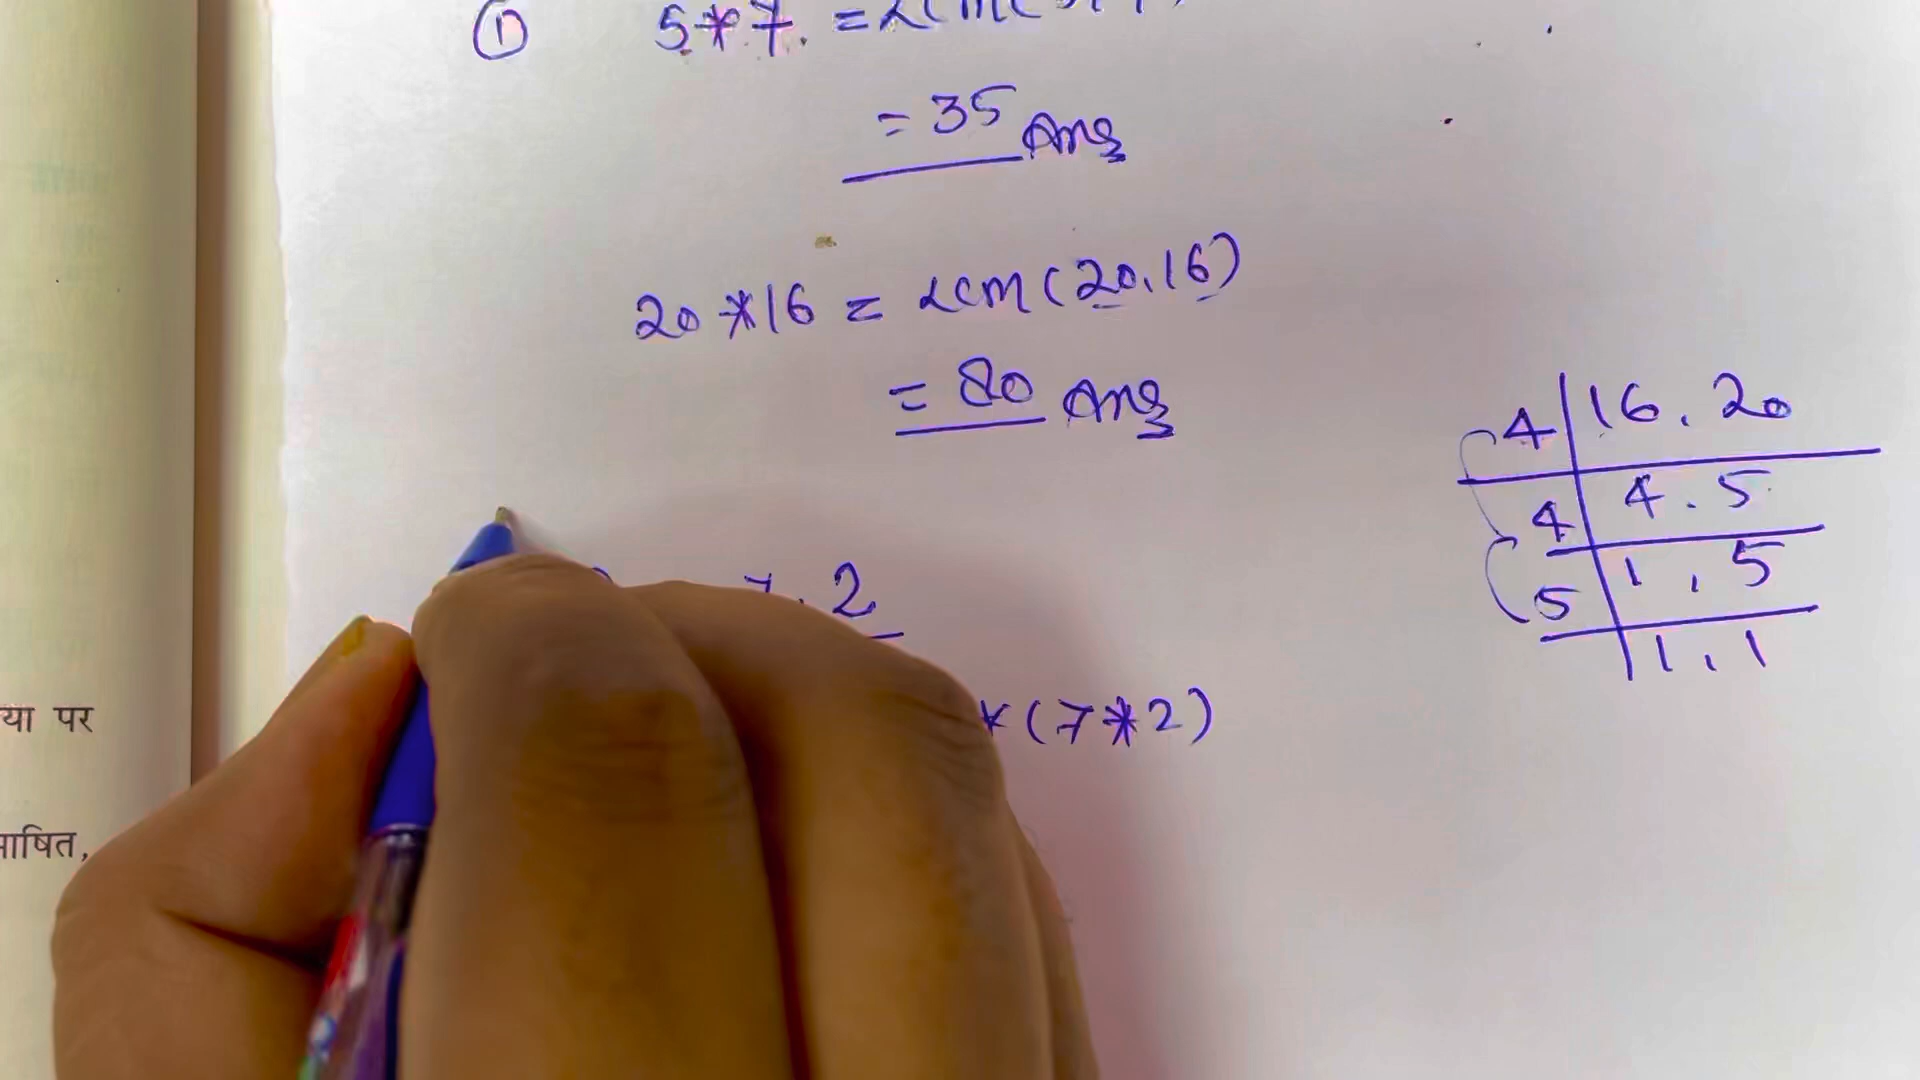 ① 5*7. = Lcm(
= 35 Ans
20 *16 = Lcm(20,16)
= 80 Ans
4 | 16, 20
4 | 4, 5
5 | 1, 5
1, 1
7, 2
*(7*2)
या पर
भाषित,